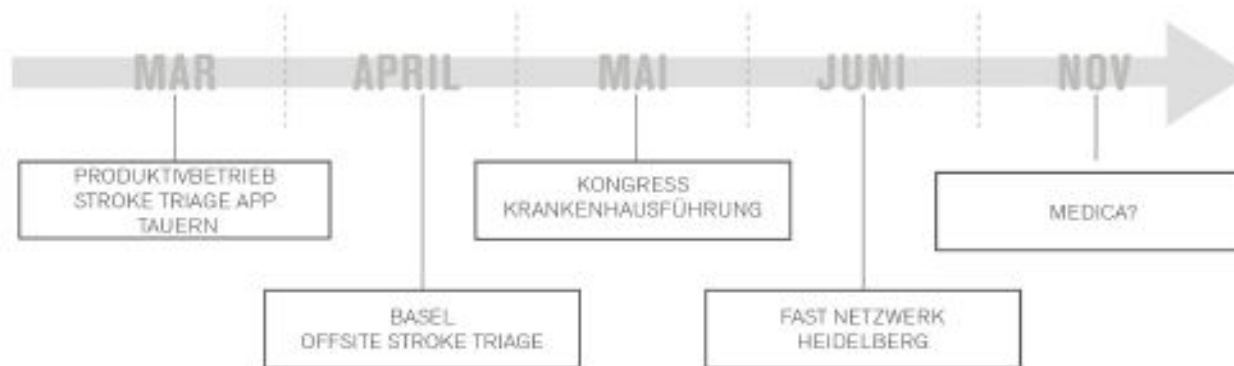 MAR
APRIL
MAI
JUNI
NOV
PRODUKTIVBETRIEB
STROKE TRIAGE APP
TAUERN
BASEL
OFFSITE STROKE TRIAGE
KONGRESS
KRANKENHAUSFÜHRUNG
FAST NETZWERK
HEIDELBERG
MEDICA?